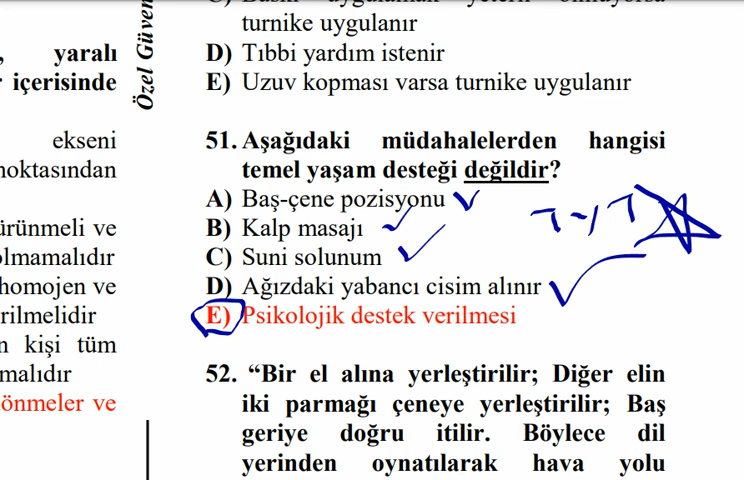 turnike uygulanır
D) Tıbbi yardım istenir
E) Uzuv kopması varsa turnike uygulanır
51. Aşağıdaki müdahalelerden hangisi
temel yaşam desteği değildir?
A) Baş-çene pozisyonu
B) Kalp masajı
C) Suni solunum
D) Ağızdaki yabancı cisim alınır
E) Psikolojik destek verilmesi
52. “Bir el alına yerleştirilir; Diğer elin
iki parmağı çeneye yerleştirilir; Baş
geriye doğru itilir. Böylece dil
yerinden oynatılarak hava yolu
, yaralı
içerisinde
ekseni
noktasından
ürünmeli ve
olmamalıdır
homojen ve
rilmelidir
n kişi tüm
malıdır
önmeler ve
Özel Güven